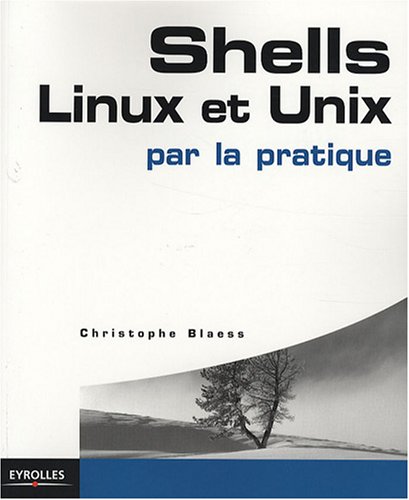 Shells
Linux et Unix
par la pratique
Christophe Blaess
EYROLLES